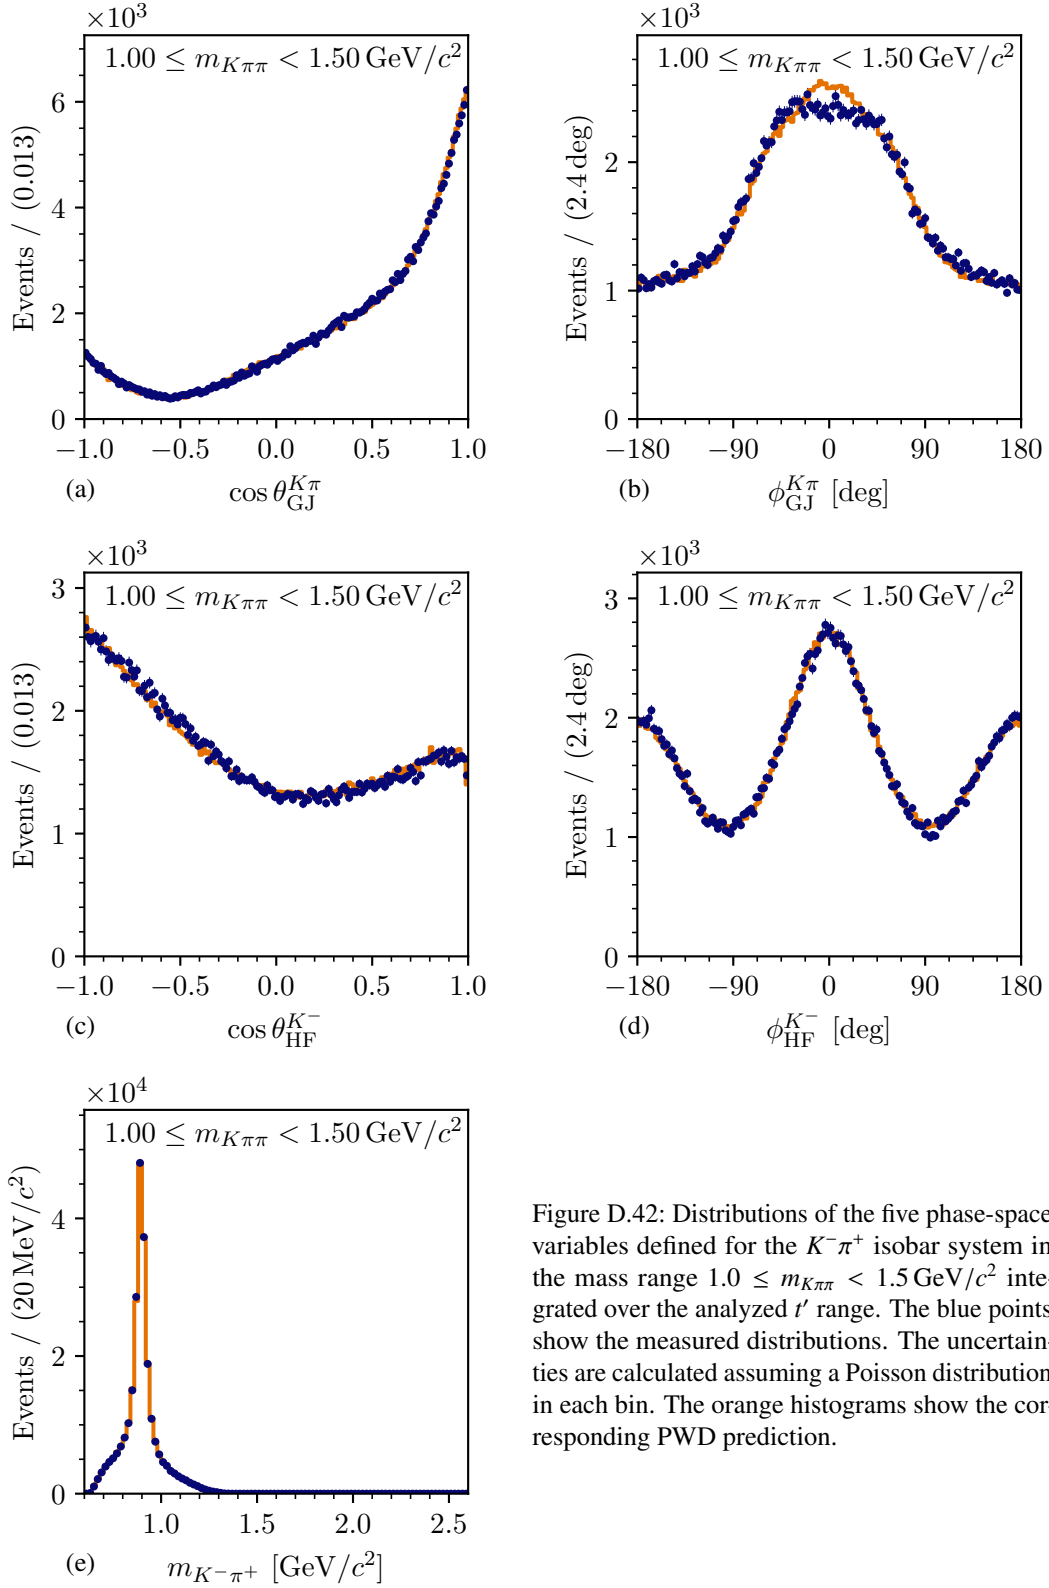 ×10³ ×10³
1.00 ≤ m_{Kππ} < 1.50 GeV/c² 1.00 ≤ m_{Kππ} < 1.50 GeV/c²
Events / (0.013) Events / (2.4 deg)
6
4
2
0
2
1
0
−1.0 −0.5 0.0 0.5 1.0 −180 −90 0 90 180
(a) cos θ_{GJ}^{Kπ} (b) ϕ_{GJ}^{Kπ} [deg]
×10³ ×10³
1.00 ≤ m_{Kππ} < 1.50 GeV/c² 1.00 ≤ m_{Kππ} < 1.50 GeV/c²
Events / (0.013) Events / (2.4 deg)
3
2
1
0
3
2
1
0
−1.0 −0.5 0.0 0.5 1.0 −180 −90 0 90 180
(c) cos θ_{HF}^{K⁻} (d) ϕ_{HF}^{K⁻} [deg]
×10⁴
1.00 ≤ m_{Kππ} < 1.50 GeV/c²
Events / (20 MeV/c²)
4
2
0
1.0 1.5 2.0 2.5
(e) m_{K⁻π⁺} [GeV/c²]
Figure D.42: Distributions of the five phase-space
variables defined for the K⁻π⁺ isobar system in
the mass range 1.0 ≤ m_{Kππ} < 1.5 GeV/c² inte-
grated over the analyzed t′ range. The blue points
show the measured distributions. The uncertain-
ties are calculated assuming a Poisson distribution
in each bin. The orange histograms show the cor-
responding PWD prediction.